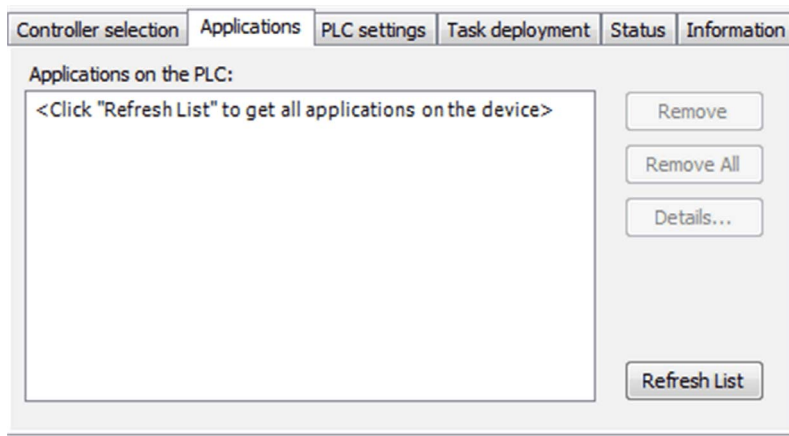 Controller selection Applications PLC settings Task deployment Status Information
Applications on the PLC:
<Click "Refresh List" to get all applications on the device>
Remove
Remove All
Details...
Refresh List